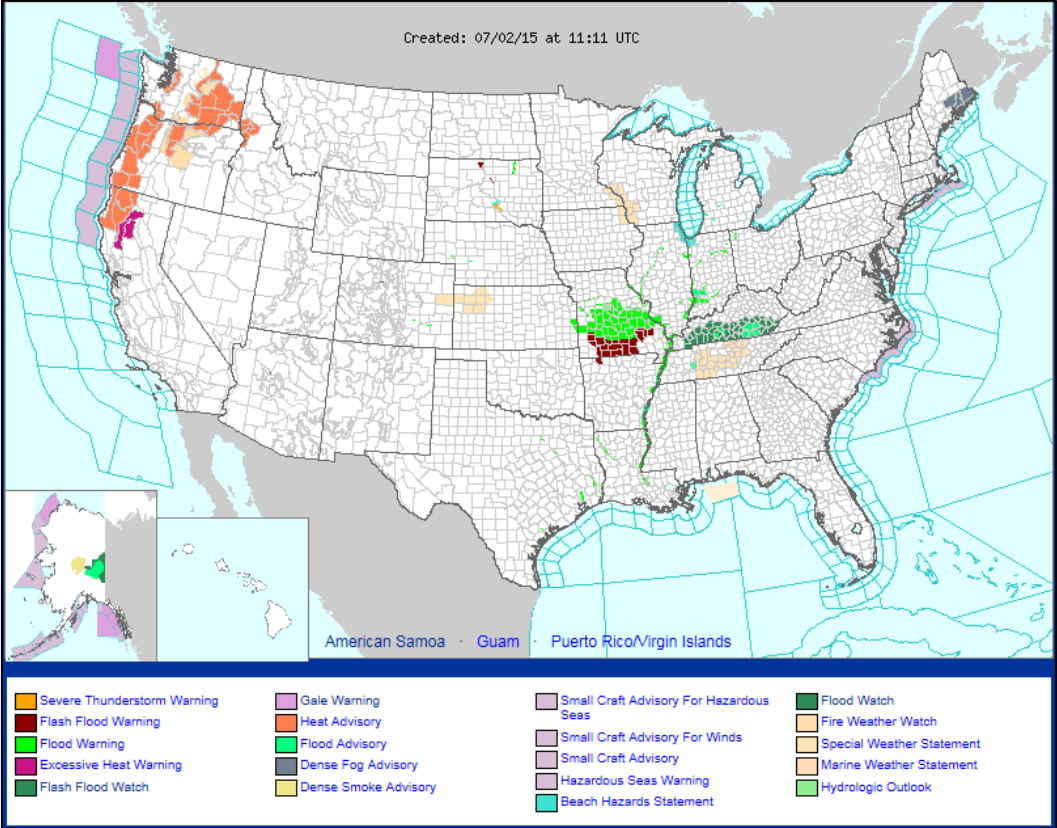 Created: 07/02/15 at 11:11 UTC
American Samoa · Guam · Puerto Rico/Virgin Islands
Severe Thunderstorm Warning
Flash Flood Warning
Flood Warning
Excessive Heat Warning
Flash Flood Watch
Gale Warning
Heat Advisory
Flood Advisory
Dense Fog Advisory
Dense Smoke Advisory
Small Craft Advisory For Hazardous
Seas
Small Craft Advisory For Winds
Small Craft Advisory
Hazardous Seas Warning
Beach Hazards Statement
Flood Watch
Fire Weather Watch
Special Weather Statement
Marine Weather Statement
Hydrologic Outlook